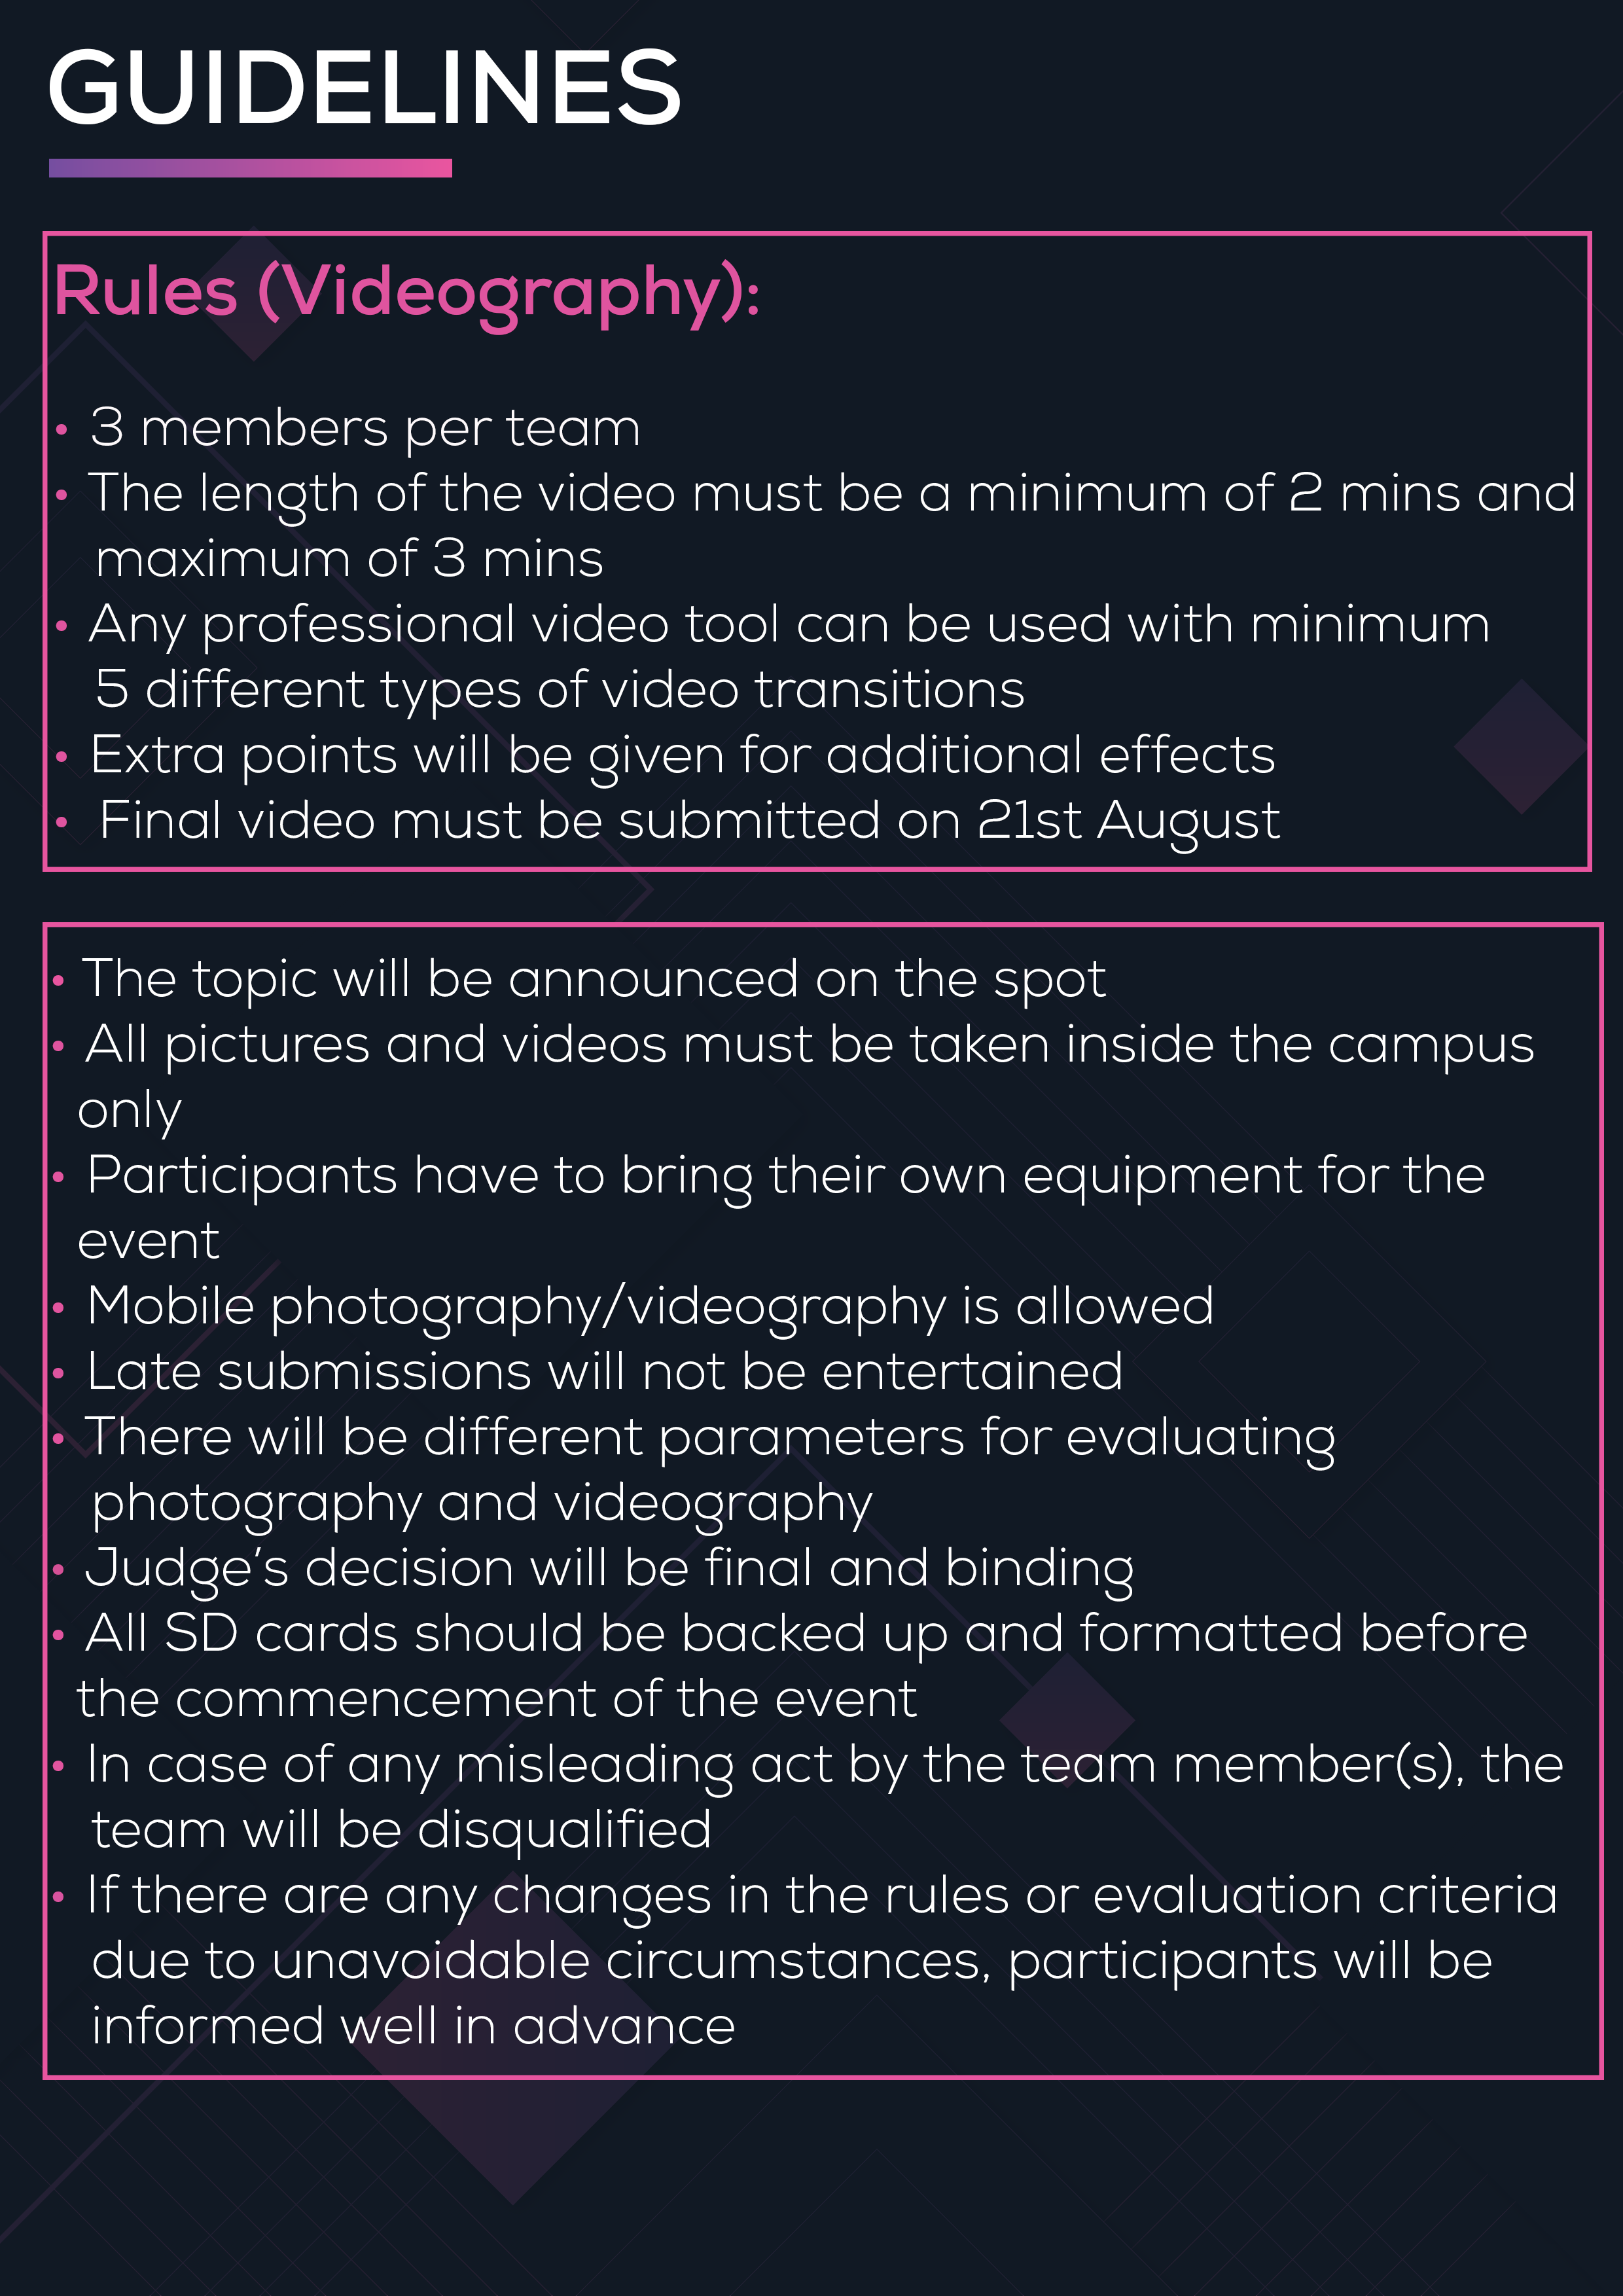 GUIDELINES
Rules (Videography):
• 3 members per team
• The length of the video must be a minimum of 2 mins and
maximum of 3 mins
• Any professional video tool can be used with minimum
5 different types of video transitions
• Extra points will be given for additional effects
• Final video must be submitted on 21st August
• The topic will be announced on the spot
• All pictures and videos must be taken inside the campus
only
• Participants have to bring their own equipment for the
event
• Mobile photography/videography is allowed
• Late submissions will not be entertained
• There will be different parameters for evaluating
photography and videography
• Judge’s decision will be final and binding
• All SD cards should be backed up and formatted before
the commencement of the event
• In case of any misleading act by the team member(s), the
team will be disqualified
• If there are any changes in the rules or evaluation criteria
due to unavoidable circumstances, participants will be
informed well in advance